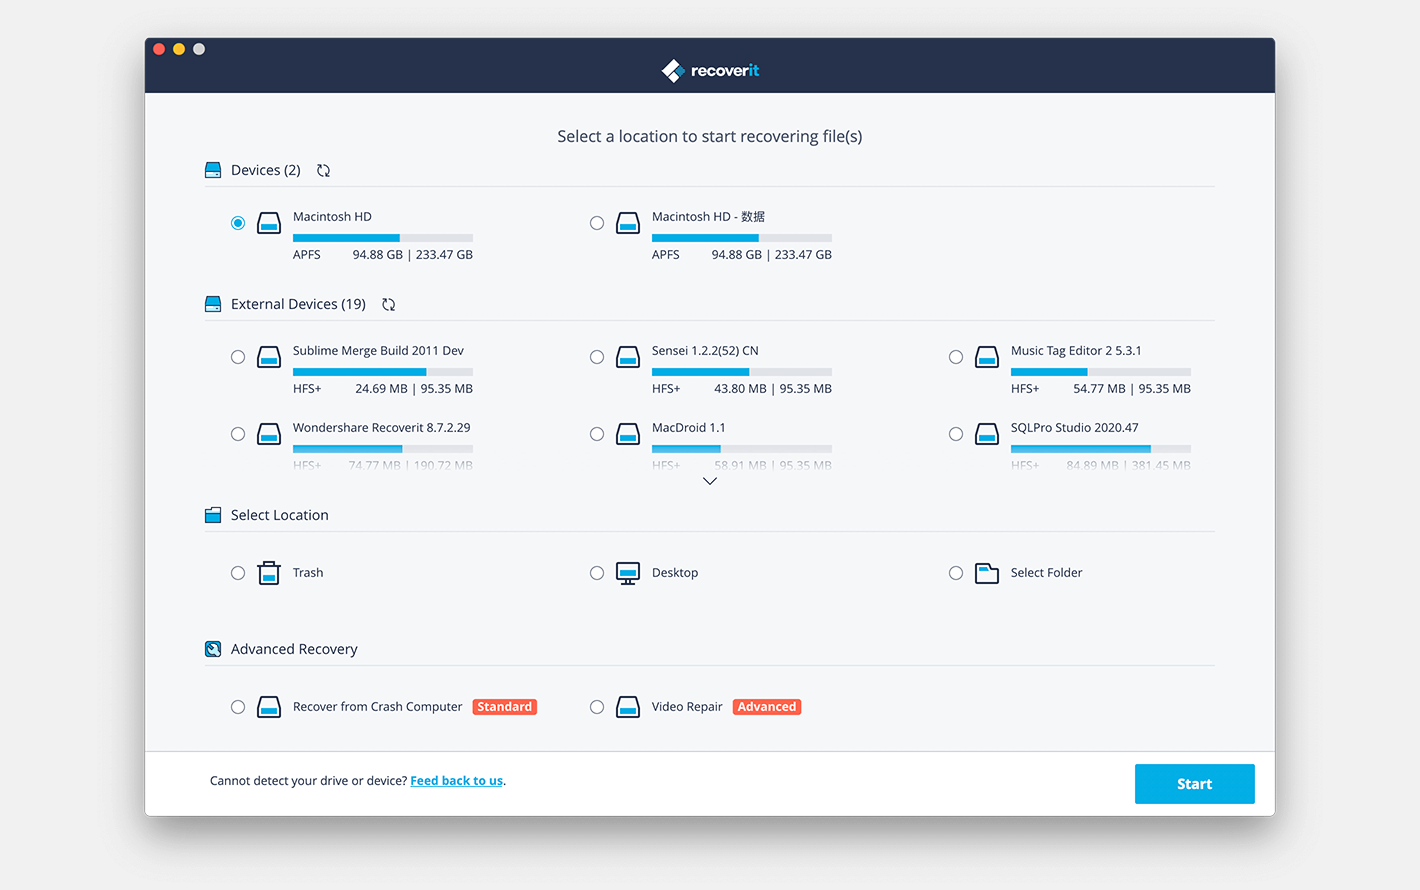 recoverit
Select a location to start recovering file(s)
Devices (2)
Macintosh HD
APFS 94.88 GB | 233.47 GB
Macintosh HD - 数据
APFS 94.88 GB | 233.47 GB
External Devices (19)
Sublime Merge Build 2011 Dev
HFS+ 24.69 MB | 95.35 MB
Sensei 1.2.2(52) CN
HFS+ 43.80 MB | 95.35 MB
Music Tag Editor 2 5.3.1
HFS+ 54.77 MB | 95.35 MB
Wondershare Recoverit 8.7.2.29
HFS+ 74.77 MB | 190.72 MB
MacDroid 1.1
HFS+ 58.91 MB | 95.35 MB
SQLPro Studio 2020.47
HFS+ 84.89 MB | 381.45 MB
Select Location
Trash
Desktop
Select Folder
Advanced Recovery
Recover from Crash Computer Standard
Video Repair Advanced
Cannot detect your drive or device? Feed back to us.
Start